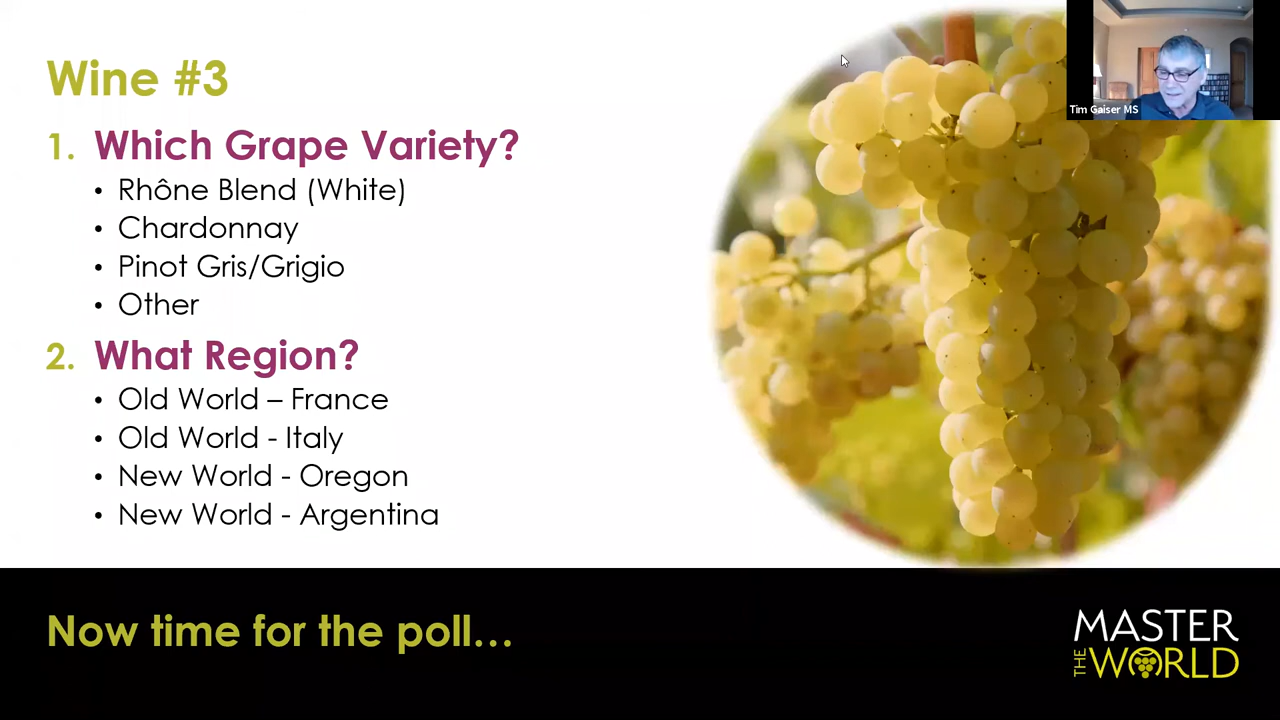 Wine #3
1. Which Grape Variety?
• Rhône Blend (White)
• Chardonnay
• Pinot Gris/Grigio
• Other
2. What Region?
• Old World – France
• Old World - Italy
• New World - Oregon
• New World - Argentina
Tim Gaiser MS
Now time for the poll...
MASTER
THE WORLD